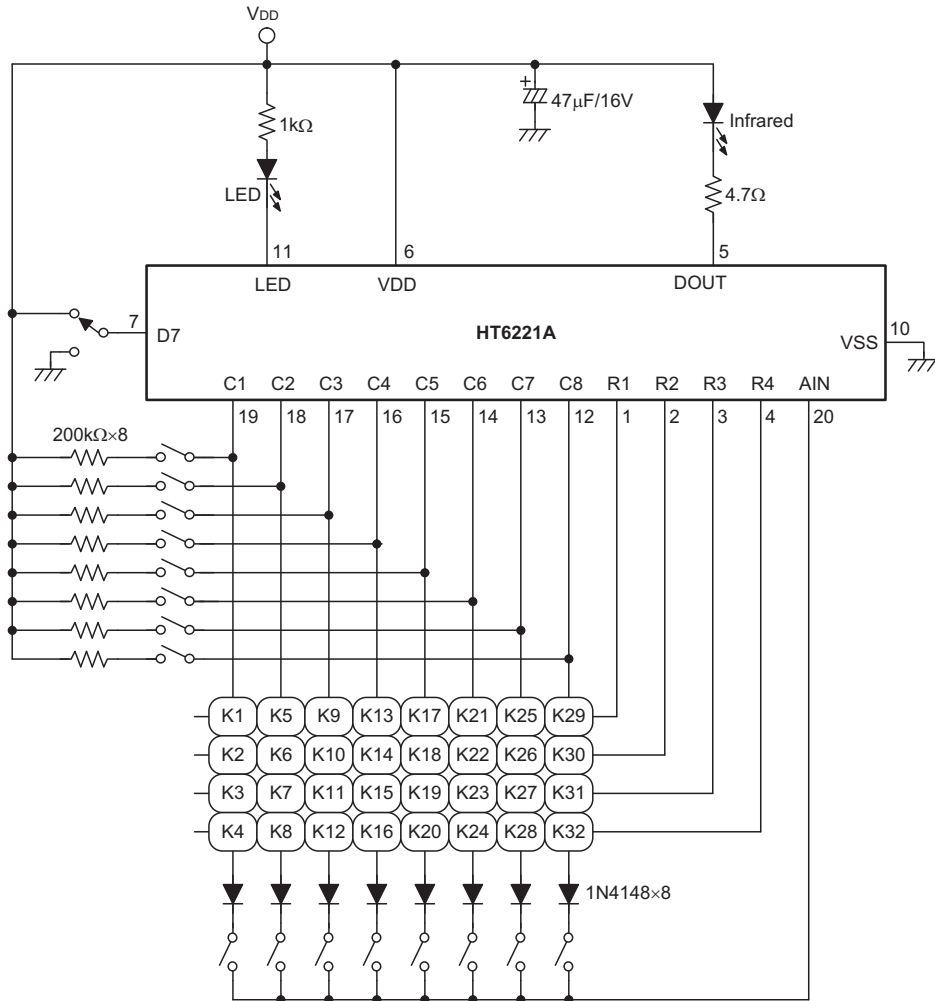 VDD
1kΩ
LED
+
47μF/16V
Infrared
4.7Ω
11
6
5
LED
VDD
DOUT
7
D7
HT6221A
VSS
10
C1 C2 C3 C4 C5 C6 C7 C8 R1 R2 R3 R4 AIN
19 18 17 16 15 14 13 12 1 2 3 4 20
200kΩ×8
K1 K5 K9 K13 K17 K21 K25 K29
K2 K6 K10 K14 K18 K22 K26 K30
K3 K7 K11 K15 K19 K23 K27 K31
K4 K8 K12 K16 K20 K24 K28 K32
1N4148×8